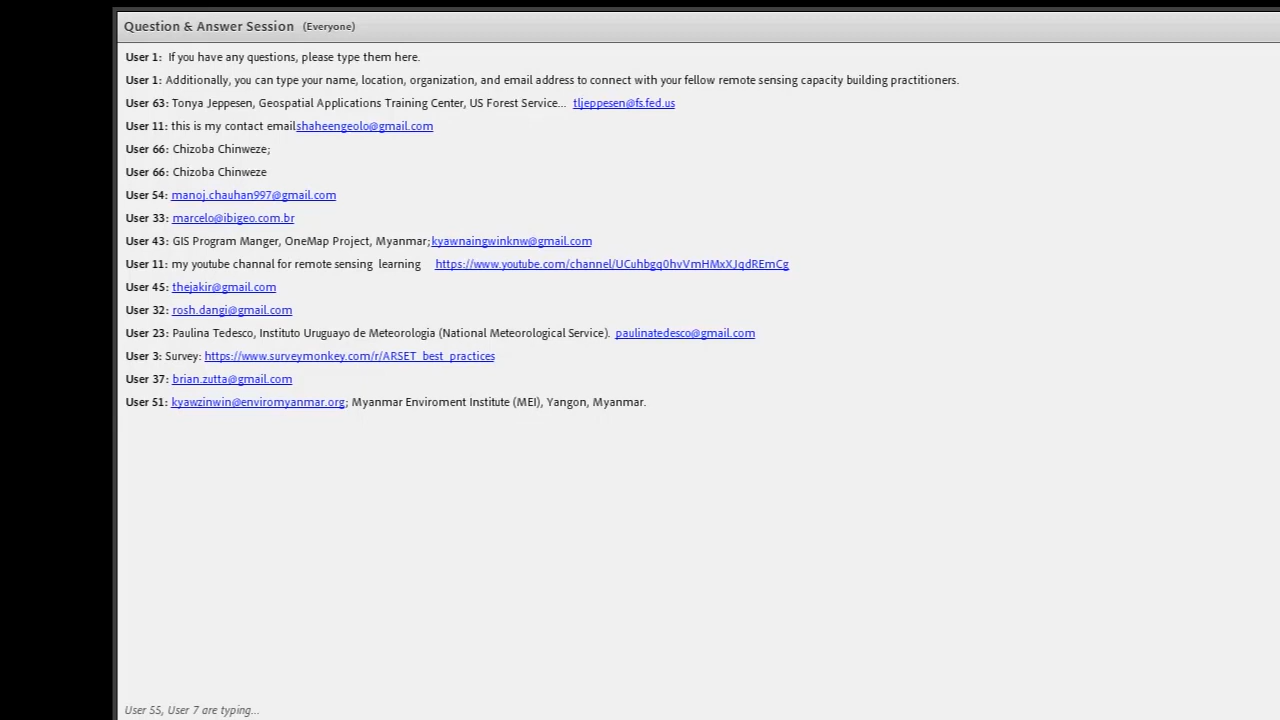 Question & Answer Session (Everyone)
User 1: If you have any questions, please type them here.
User 1: Additionally, you can type your name, location, organization, and email address to connect with your fellow remote sensing capacity building practitioners.
User 63: Tonya Jeppesen, Geospatial Applications Training Center, US Forest Service... tljeppesen@fs.fed.us
User 11: this is my contact emailshaheengeolo@gmail.com
User 66: Chizoba Chinweze;
User 66: Chizoba Chinweze
User 54: manoj.chauhan997@gmail.com
User 33: marcelo@ibigeo.com.br
User 43: GIS Program Manger, OneMap Project, Myanmar;kyawnaingwinknw@gmail.com
User 11: my youtube channal for remote sensing learning https://www.youtube.com/channel/UCuhbgq0hvVmHMxXJqdREmCg
User 45: thejakir@gmail.com
User 32: rosh.dangi@gmail.com
User 23: Paulina Tedesco, Instituto Uruguayo de Meteorologia (National Meteorological Service). paulinatedesco@gmail.com
User 3: Survey: https://www.surveymonkey.com/r/ARSET_best_practices
User 37: brian.zutta@gmail.com
User 51: kyawzinwin@enviromyanmar.org; Myanmar Enviroment Institute (MEI), Yangon, Myanmar.
User 55, User 7 are typing...